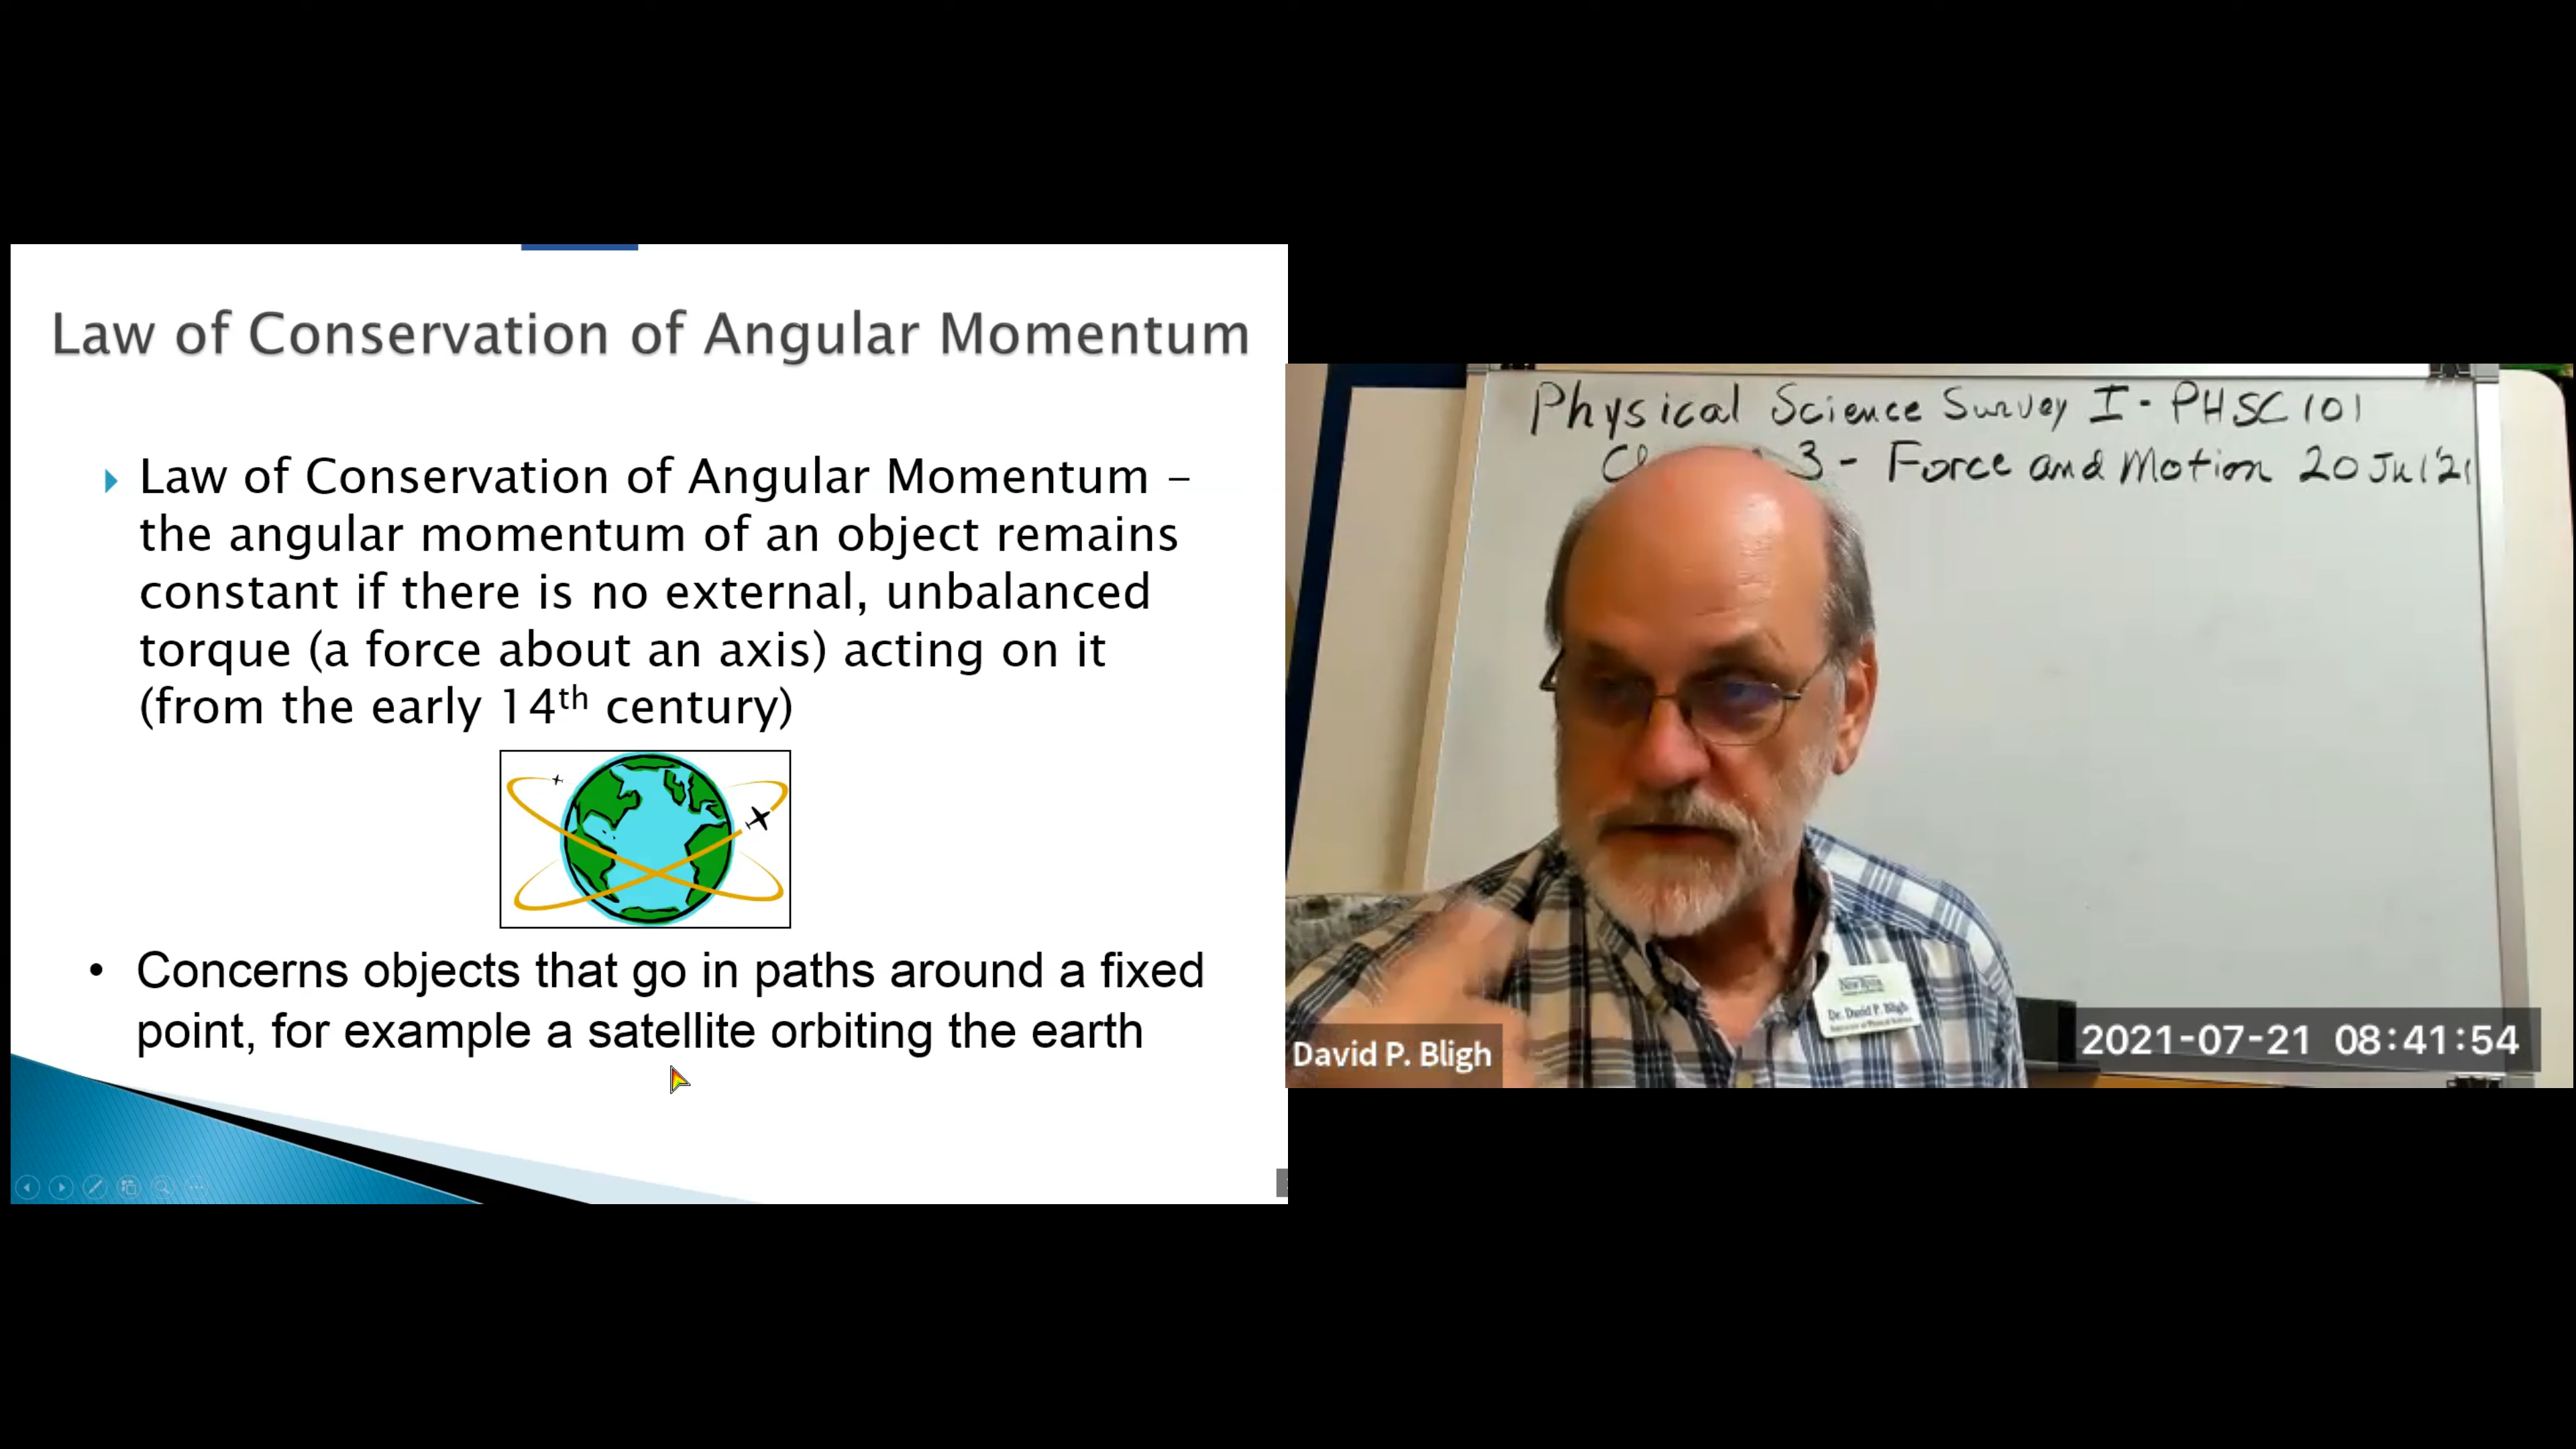 Law of Conservation of Angular Momentum
Law of Conservation of Angular Momentum –
the angular momentum of an object remains
constant if there is no external, unbalanced
torque (a force about an axis) acting on it
(from the early 14th century)
• Concerns objects that go in paths around a fixed
point, for example a satellite orbiting the earth
Physical Science Survey I - PHSC 101
3 - Force and Motion 20 Jul '21
Dr. David P. Bligh
David P. Bligh
2021-07-21 08:41:54